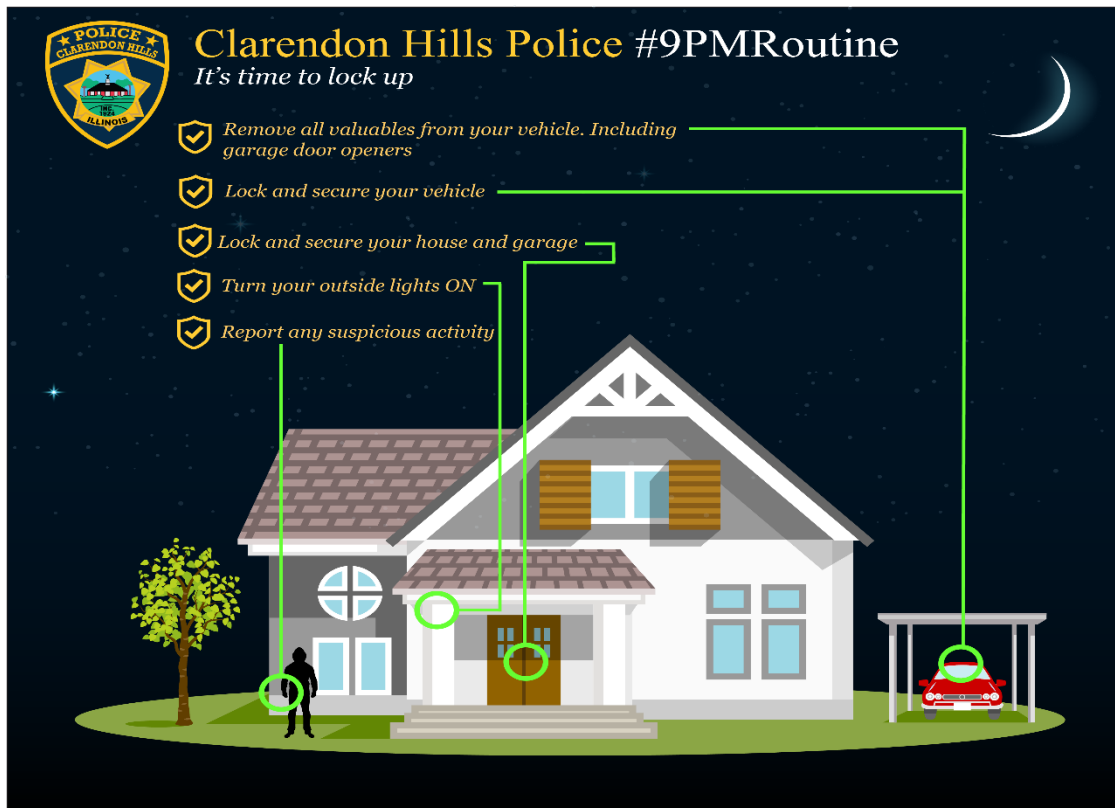 POLICE
CLARENDON HILLS
INC.
1924
ILLINOIS
Clarendon Hills Police #9PMRoutine
It's time to lock up
Remove all valuables from your vehicle. Including
garage door openers
Lock and secure your vehicle
Lock and secure your house and garage
Turn your outside lights ON
Report any suspicious activity